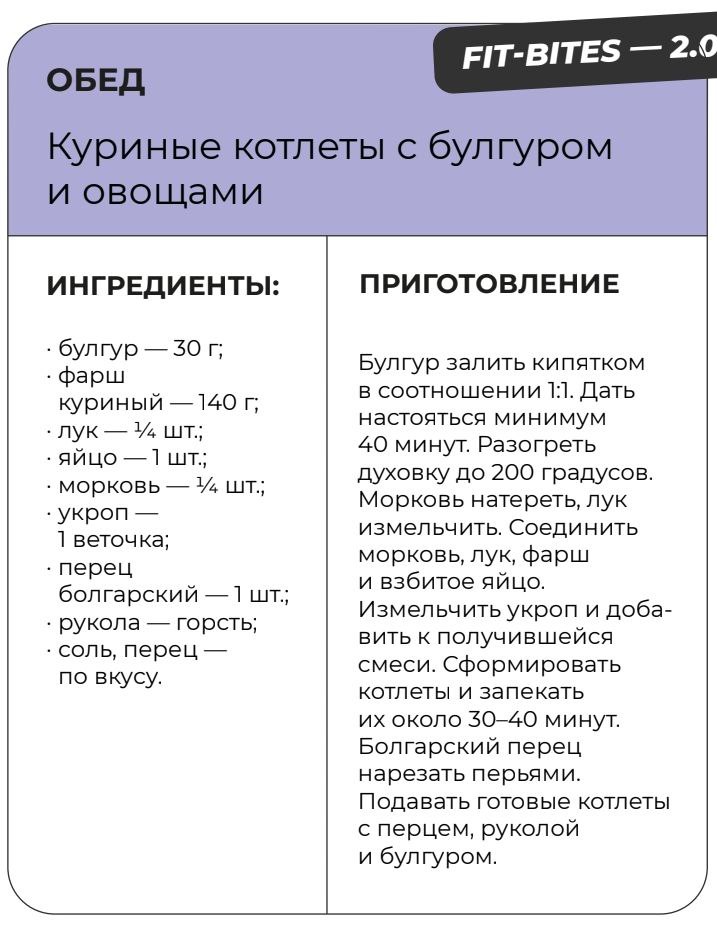 FIT-BITES — 2.0
ОБЕД
Куриные котлеты с булгуром
и овощами
ИНГРЕДИЕНТЫ:
· булгур — 30 г;
· фарш
куриный — 140 г;
· лук — ¼ шт.;
· яйцо — 1 шт.;
· морковь — ¼ шт.;
· укроп —
1 веточка;
· перец
болгарский — 1 шт.;
· рукола — горсть;
· соль, перец —
по вкусу.
ПРИГОТОВЛЕНИЕ
Булгур залить кипятком
в соотношении 1:1. Дать
настояться минимум
40 минут. Разогреть
духовку до 200 градусов.
Морковь натереть, лук
измельчить. Соединить
морковь, лук, фарш
и взбитое яйцо.
Измельчить укроп и доба-
вить к получившейся
смеси. Сформировать
котлеты и запекать
их около 30–40 минут.
Болгарский перец
нарезать перьями.
Подавать готовые котлеты
с перцем, руколой
и булгуром.